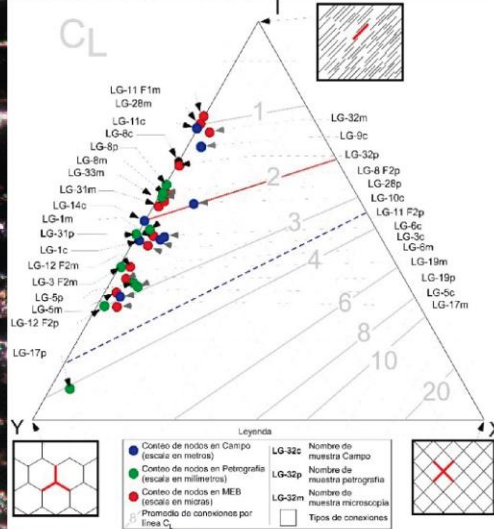 I
C_L
LG-11 F1m
LG-28m
LG-11c
LG-8c
LG-8p
LG-8m
LG-33m
LG-31m
LG-14c
LG-1m
LG-31p
LG-1c
LG-12 F2m
LG-3 F2m
LG-5p
LG-5m
LG-12 F2p
LG-17p
LG-32m
LG-9c
LG-32p
LG-8 F2p
LG-28p
LG-10c
LG-11 F2p
LG-6c
LG-3c
LG-6m
LG-19m
LG-19p
LG-5c
LG-17m
1
2
3
4
6
8
10
20
Y
X
Leyenda
Conteo de nodos en Campo
(escala en metros)
Conteo de nodos en Petrografía
(escala en milímetros)
Conteo de nodos en MEB
(escala en micras)
8 Promedio de conexiones por
línea C_L
LG-32c Nombre de
muestra Campo
LG-32p Nombre de
muestra petrografía
LG-32m Nombre de
muestra microscopía
Tipos de conexiones